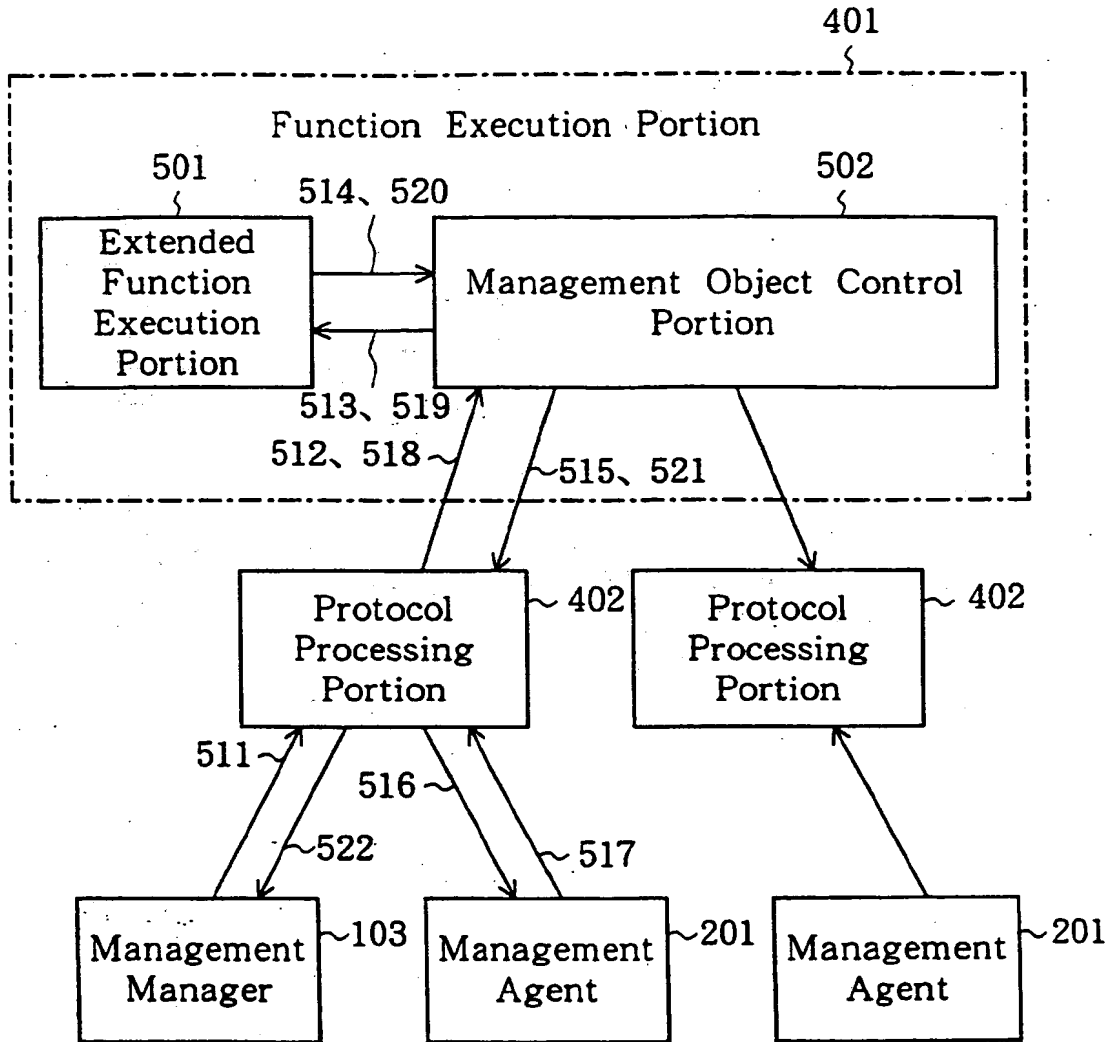 401
Function Execution Portion
501
514、520
502
Extended
Function
Execution
Portion
Management Object Control
Portion
513、519
512、518
515、521
Protocol
Processing
Portion
402
Protocol
Processing
Portion
402
511
516
522
517
Management
Manager
103
Management
Agent
201
Management
Agent
201